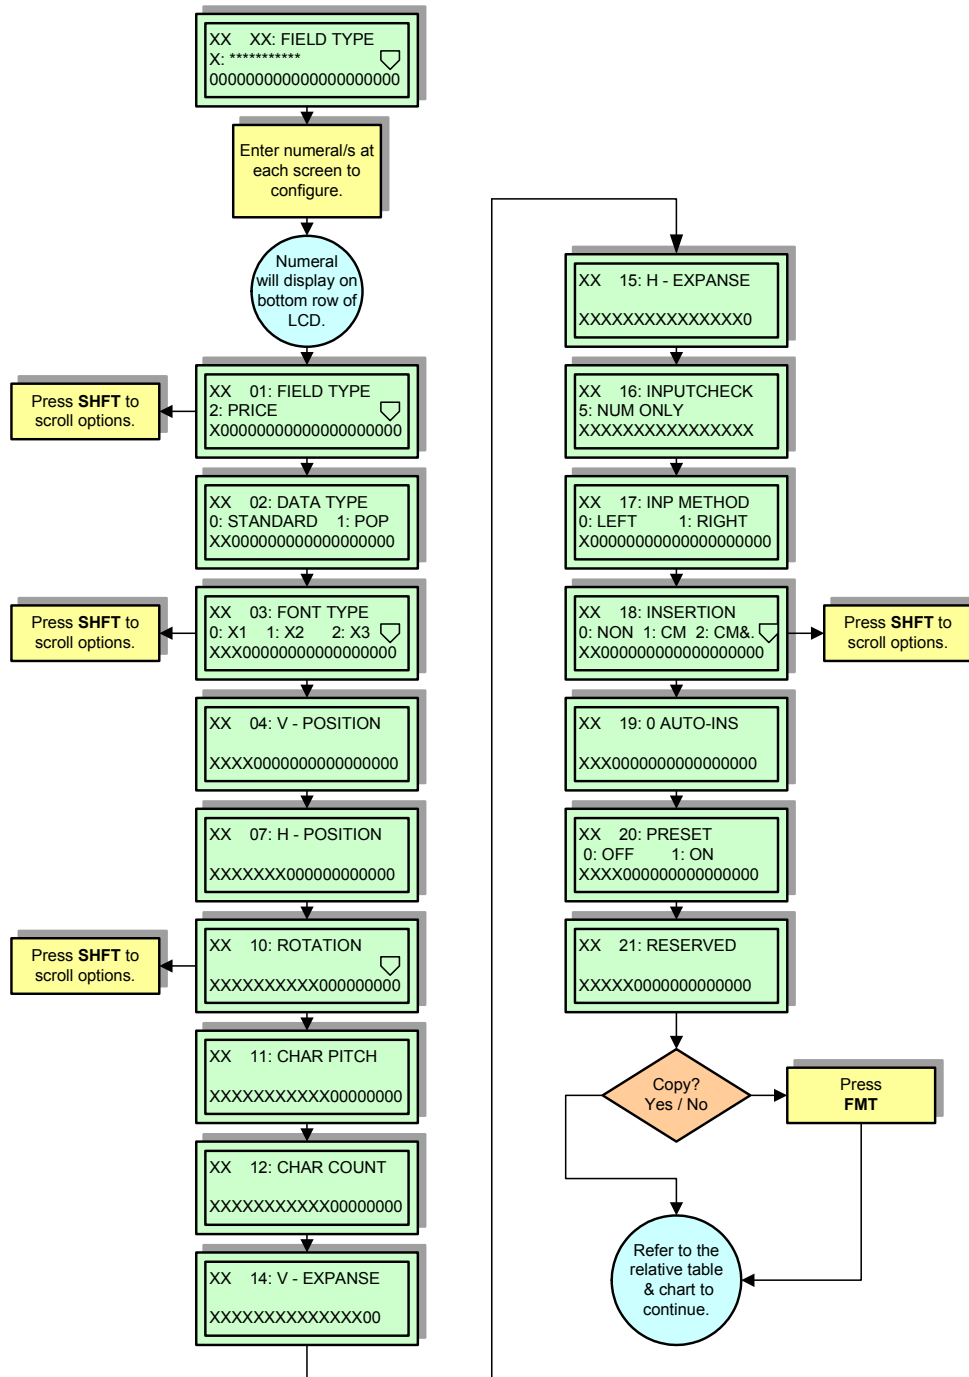 XX XX: FIELD TYPE
X: ***********
00000000000000000000
Enter numeral/s at
each screen to
configure.
Numeral
will display on
bottom row of
LCD.
XX 01: FIELD TYPE
2: PRICE
X0000000000000000000
Press SHFT to
scroll options.
XX 02: DATA TYPE
0: STANDARD 1: POP
XX000000000000000000
XX 03: FONT TYPE
0: X1 1: X2 2: X3
XXX0000000000000000
Press SHFT to
scroll options.
XX 04: V - POSITION
XXXX0000000000000000
XX 07: H - POSITION
XXXXXXX000000000000
XX 10: ROTATION
XXXXXXXXXX000000000
Press SHFT to
scroll options.
XX 11: CHAR PITCH
XXXXXXXXXXX00000000
XX 12: CHAR COUNT
XXXXXXXXXXX00000000
XX 14: V - EXPANSE
XXXXXXXXXXXXXX00
XX 15: H - EXPANSE
XXXXXXXXXXXXXXX0
XX 16: INPUTCHECK
5: NUM ONLY
XXXXXXXXXXXXXXXX
XX 17: INP METHOD
0: LEFT 1: RIGHT
X0000000000000000000
XX 18: INSERTION
0: NON 1: CM 2: CM&.
XX000000000000000000
Press SHFT to
scroll options.
XX 19: 0 AUTO-INS
XXX0000000000000000
XX 20: PRESET
0: OFF 1: ON
XXXX000000000000000
XX 21: RESERVED
XXXXX0000000000000
Copy?
Yes / No
Press
FMT
Refer to the
relative table
& chart to
continue.